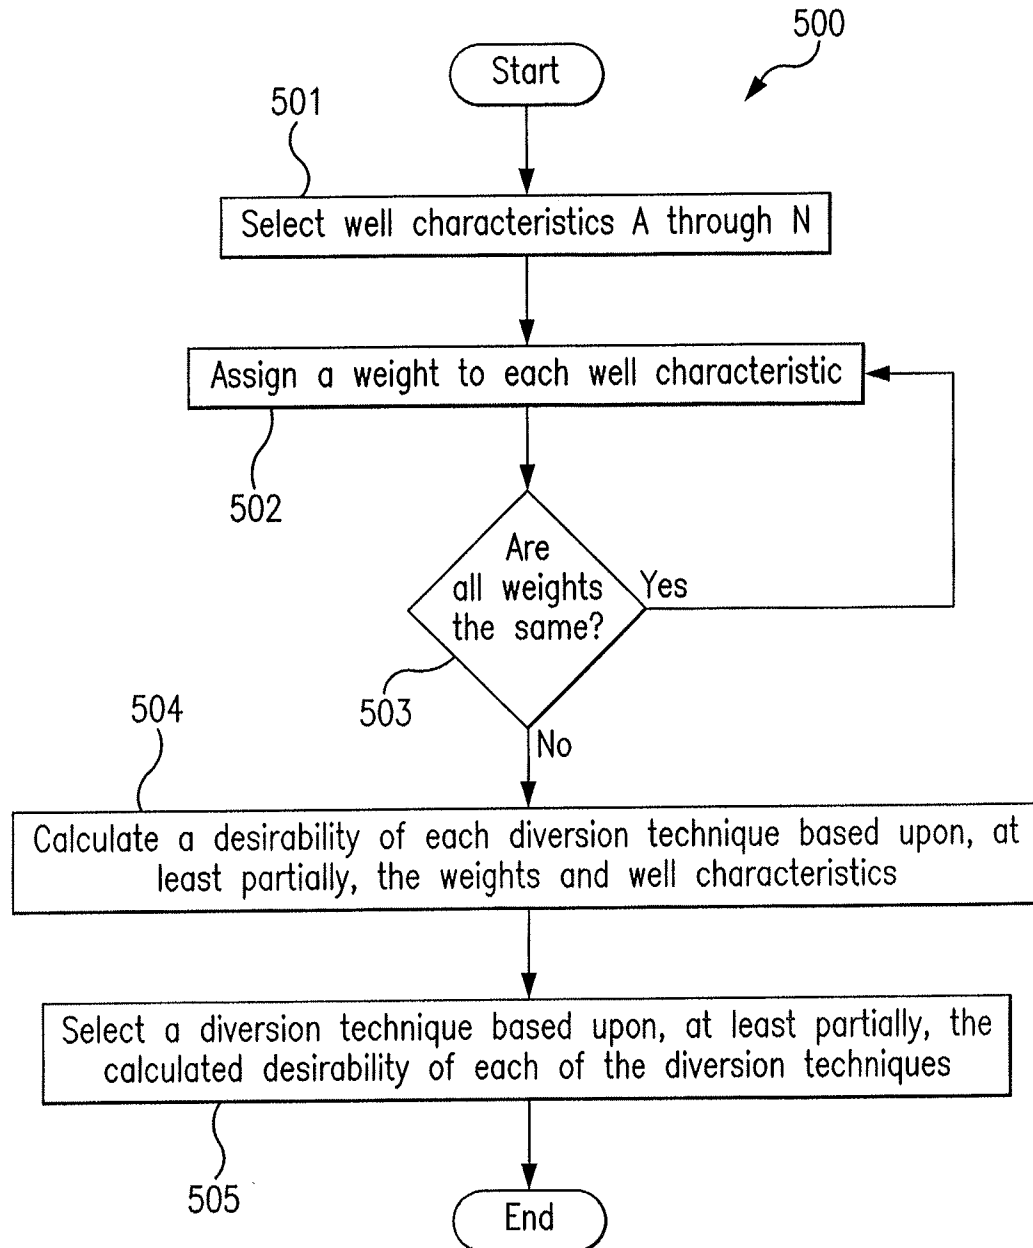 500
Start
501
Select well characteristics A through N
Assign a weight to each well characteristic
502
Are
all weights
the same?
Yes
503
No
504
Calculate a desirability of each diversion technique based upon, at
least partially, the weights and well characteristics
Select a diversion technique based upon, at least partially, the
calculated desirability of each of the diversion techniques
505
End